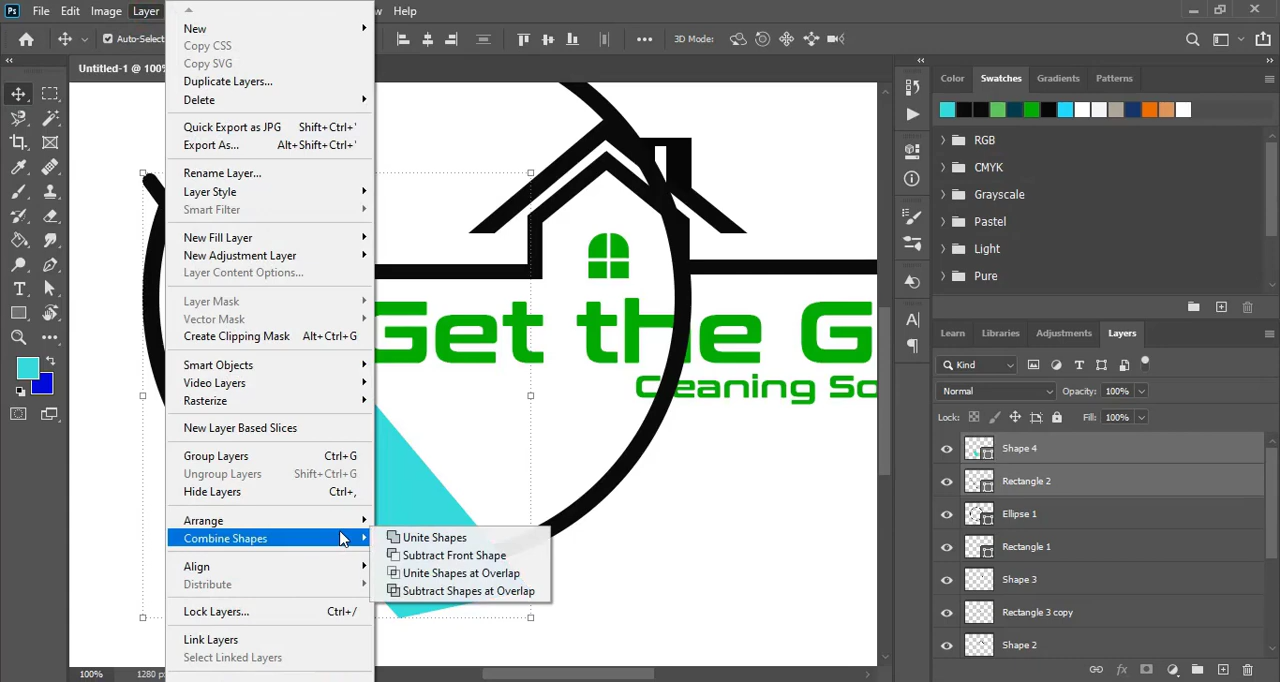 Ps File Edit Image Layer w Help
Auto-Select 3D Mode:
Untitled-1 @ 100%
New
Copy CSS
Copy SVG
Duplicate Layers...
Delete
Quick Export as JPG Shift+Ctrl+'
Export As... Alt+Shift+Ctrl+'
Rename Layer...
Layer Style
Smart Filter
New Fill Layer
New Adjustment Layer
Layer Content Options...
Layer Mask
Vector Mask
Create Clipping Mask Alt+Ctrl+G
Smart Objects
Video Layers
Rasterize
New Layer Based Slices
Group Layers Ctrl+G
Ungroup Layers Shift+Ctrl+G
Hide Layers Ctrl+,
Arrange
Combine Shapes
Align
Distribute
Lock Layers... Ctrl+/
Link Layers
Select Linked Layers
Unite Shapes
Subtract Front Shape
Unite Shapes at Overlap
Subtract Shapes at Overlap
Get the G
Cleaning So
100% 1280 p
Color Swatches Gradients Patterns
RGB
CMYK
Grayscale
Pastel
Light
Pure
Learn Libraries Adjustments Layers
Kind
Normal Opacity: 100%
Lock: Fill: 100%
Shape 4
Rectangle 2
Ellipse 1
Rectangle 1
Shape 3
Rectangle 3 copy
Shape 2